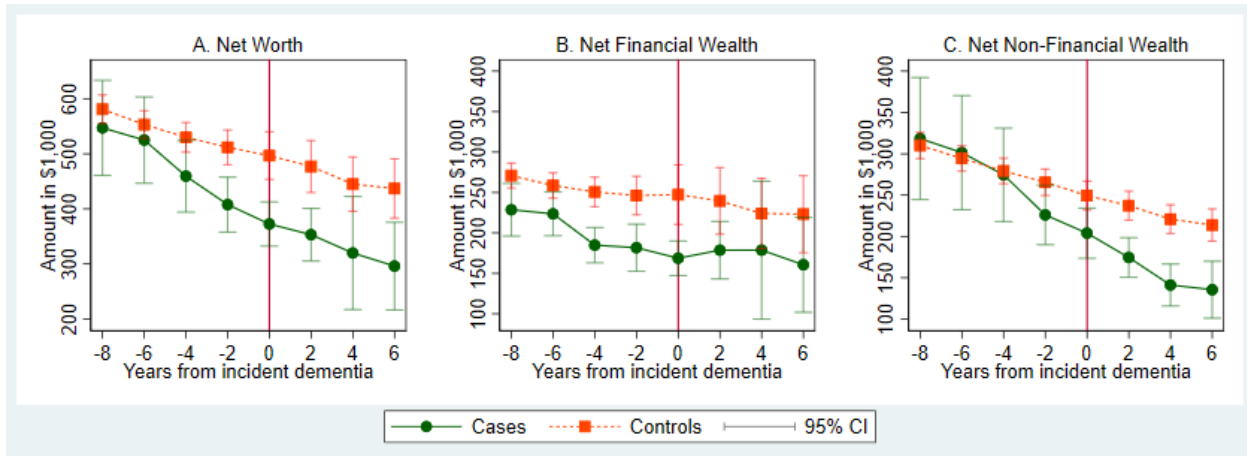 A. Net Worth
Amount in $1,000
600
500
400
300
200
-8 -6 -4 -2 0 2 4 6
Years from incident dementia
B. Net Financial Wealth
Amount in $1,000
400
350
300
250
200
150
100
-8 -6 -4 -2 0 2 4 6
Years from incident dementia
C. Net Non-Financial Wealth
Amount in $1,000
400
350
300
250
200
150
100
-8 -6 -4 -2 0 2 4 6
Years from incident dementia
Cases Controls 95% CI